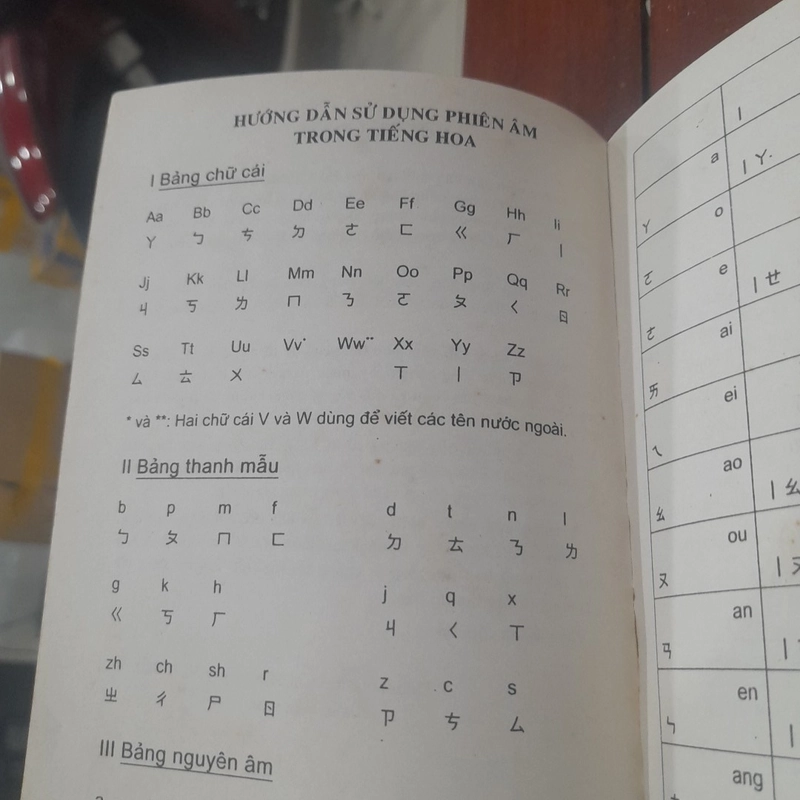 HƯỚNG DẪN SỬ DỤNG PHIÊN ÂM
TRONG TIẾNG HOA
I Bảng chữ cái
Aa Bb Cc Dd Ee Ff Gg Hh Ii
ㄚ ㄅ ㄘ ㄉ ㄜ ㄈ ㄍ ㄏ ㄧ
Jj Kk Ll Mm Nn Oo Pp Qq Rr
ㄐ ㄎ ㄌ ㄇ ㄋ ㄛ ㄆ ㄑ ㄖ
Ss Tt Uu Vv* Ww** Xx Yy Zz
ㄙ ㄊ ㄨ ㄒ ㄧ ㄗ
* và **: Hai chữ cái V và W dùng để viết các tên nước ngoài.
II Bảng thanh mẫu
b p m f d t n l
ㄅ ㄆ ㄇ ㄈ ㄉ ㄊ ㄋ ㄌ
g k h j q x
ㄍ ㄎ ㄏ ㄐ ㄑ ㄒ
zh ch sh r z c s
ㄓ ㄔ ㄕ ㄖ ㄗ ㄘ ㄙ
III Bảng nguyên âm
ㄧ
a
ㄚ ㄧㄚ
o
ㄛ
e
ㄜ ㄧㄝ
ai
ㄞ
ei
ㄟ
ao
ㄠ ㄧㄠ
ou
ㄡ ㄧㄡ
an
ㄢ
en
ㄣ
ang